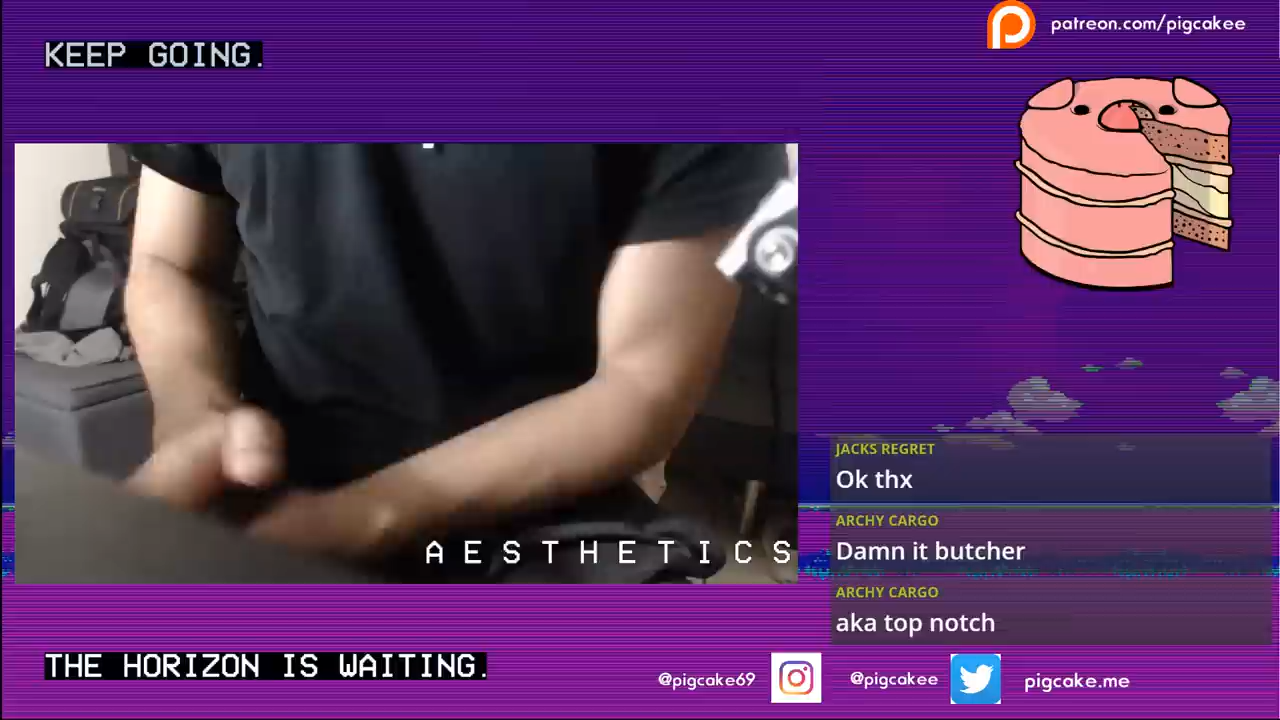 patreon.com/pigcakee
KEEP GOING.
JACKS REGRET
Ok thx
ARCHY CARGO
Damn it butcher
A E S T H E T I C S
ARCHY CARGO
aka top notch
THE HORIZON IS WAITING.
@pigcake69
@pigcakee
pigcake.me